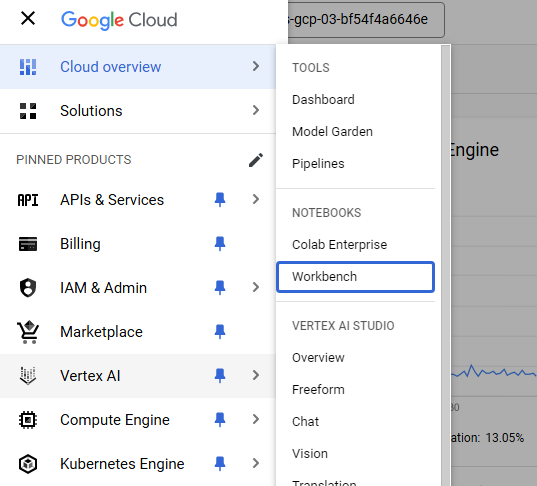 Google Cloud
s-gcp-03-bf54f4a6646e
Cloud overview
Solutions
PINNED PRODUCTS
API APIs & Services
Billing
IAM & Admin
Marketplace
Vertex AI
Compute Engine
Kubernetes Engine
TOOLS
Dashboard
Model Garden
Pipelines
NOTEBOOKS
Colab Enterprise
Workbench
VERTEX AI STUDIO
Overview
Freeform
Chat
Vision
Translation
Engine
:30
ation: 13.05%